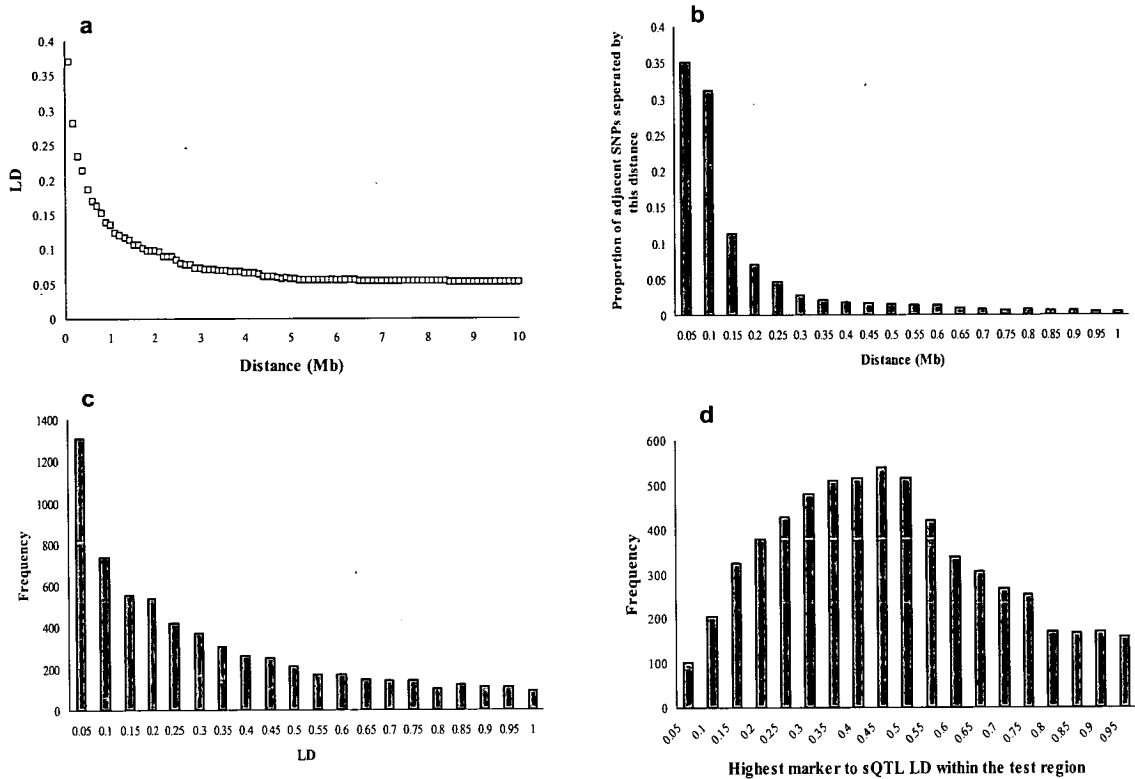 a
0.4
0.35
0.3
0.25
0.2
0.15
0.1
0.05
0
LD
0 1 2 3 4 5 6 7 8 9 10
Distance (Mb)
b
0.4
0.35
0.3
0.25
0.2
0.15
0.1
0.05
0
Proportion of adjacent SNPs seperated by
this distance
0.05 0.1 0.15 0.2 0.25 0.3 0.35 0.4 0.45 0.5 0.55 0.6 0.65 0.7 0.75 0.8 0.85 0.9 0.95 1
Distance (Mb)
c
1400
1200
1000
800
600
400
200
0
Frequency
0.05 0.1 0.15 0.2 0.25 0.3 0.35 0.4 0.45 0.5 0.55 0.6 0.65 0.7 0.75 0.8 0.85 0.9 0.95 1
LD
d
600
500
400
300
200
100
0
Frequency
0.05 0.1 0.15 0.2 0.25 0.3 0.35 0.4 0.45 0.5 0.55 0.6 0.65 0.7 0.75 0.8 0.85 0.9 0.95
Highest marker to sQTL LD within the test region